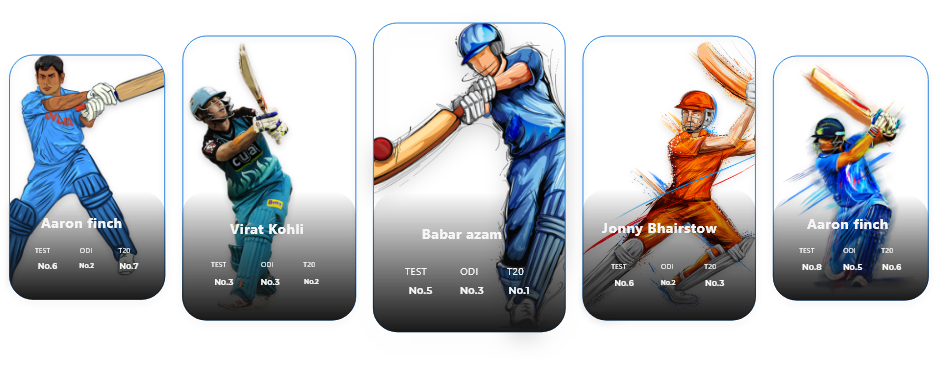 Aaron finch
TEST ODI T20
No.6 No.2 No.7
Virat Kohli
TEST ODI T20
No.3 No.3 No.2
Babar azam
TEST ODI T20
No.5 No.3 No.1
Jonny Bhairstow
TEST ODI T20
No.6 No.2 No.3
Aaron finch
TEST ODI T20
No.8 No.5 No.6